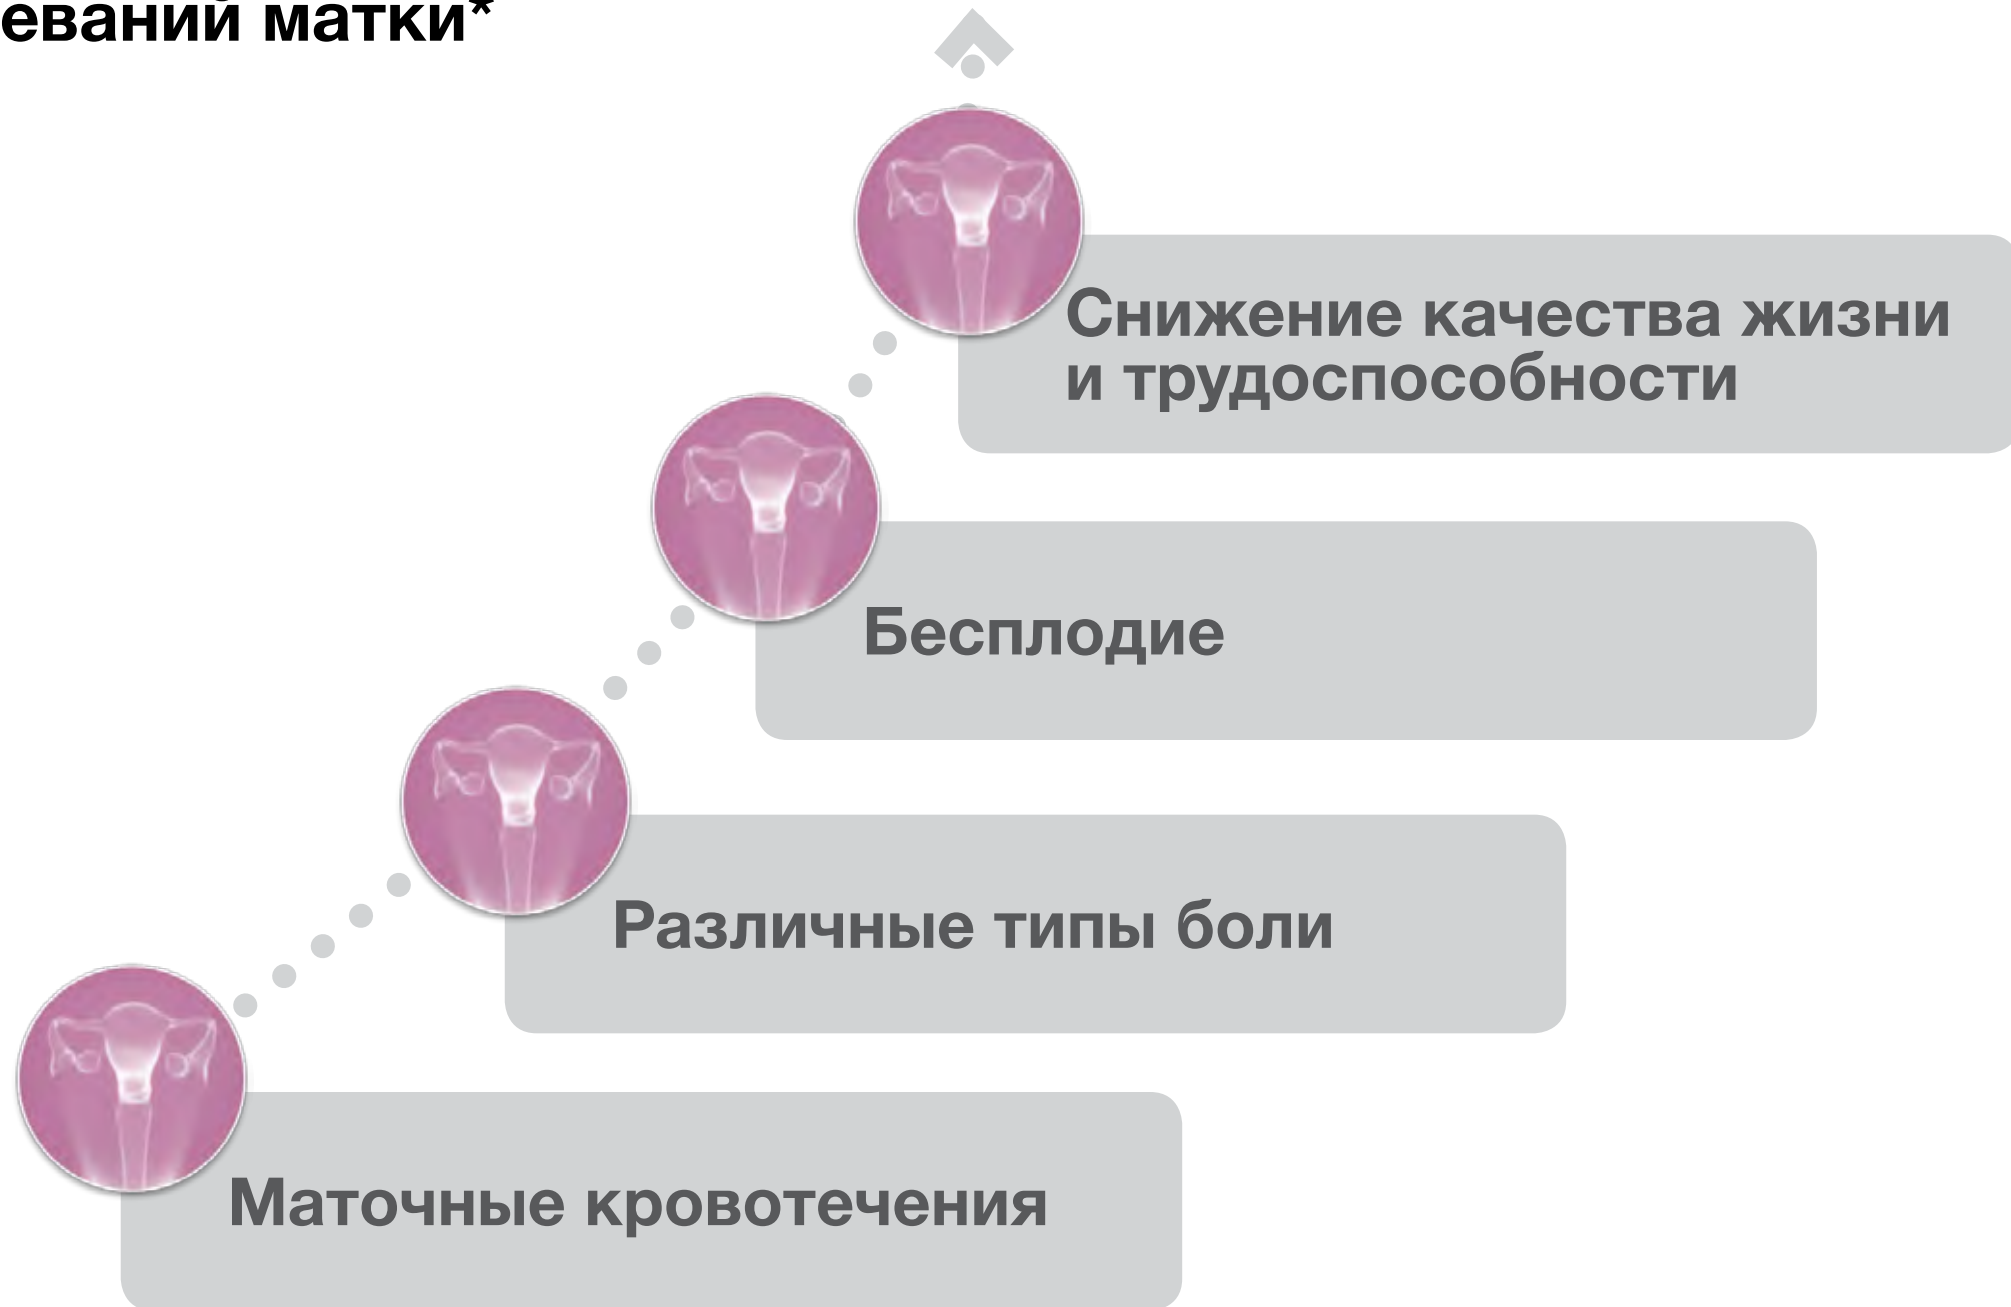 еваний матки*
Снижение качества жизни
и трудоспособности
Бесплодие
Различные типы боли
Маточные кровотечения